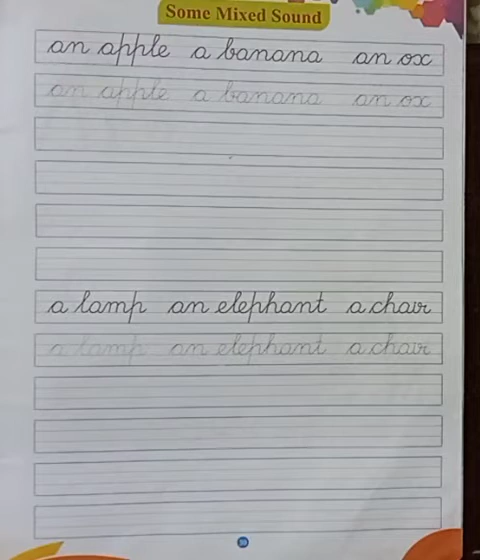 Some Mixed Sound
an apple a banana an ox
an apple a banana an ox
a lamp an elephant a chair
a lamp an elephant a chair